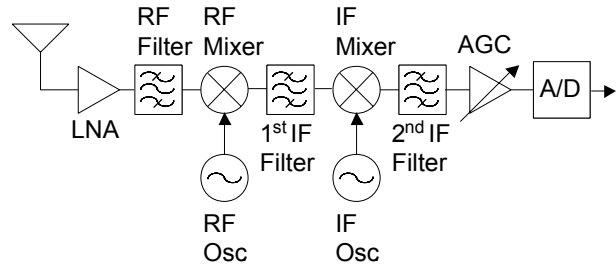 RF
Filter
RF
Mixer
IF
Mixer
AGC
A/D
LNA
1st IF
Filter
2nd IF
Filter
RF
Osc
IF
Osc